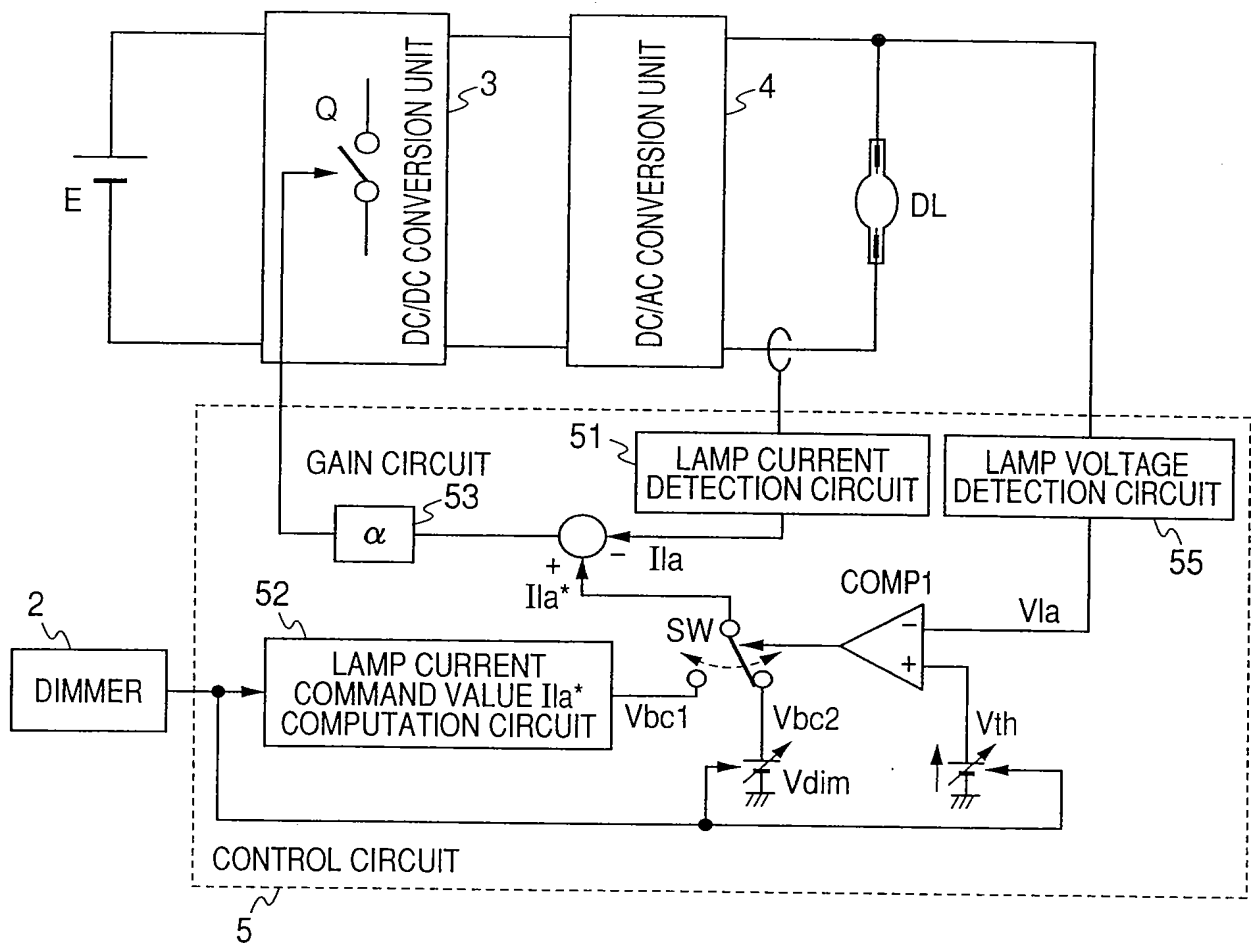 E
Q
DC/DC CONVERSION UNIT
3
DC/AC CONVERSION UNIT
4
DL
51
LAMP CURRENT
DETECTION CIRCUIT
LAMP VOLTAGE
DETECTION CIRCUIT
55
GAIN CIRCUIT
53
α
+
−
Ila
Ila*
COMP1
Vla
−
+
2
DIMMER
52
LAMP CURRENT
COMMAND VALUE Ila*
COMPUTATION CIRCUIT
SW
Vbc1
Vbc2
Vdim
Vth
CONTROL CIRCUIT
5